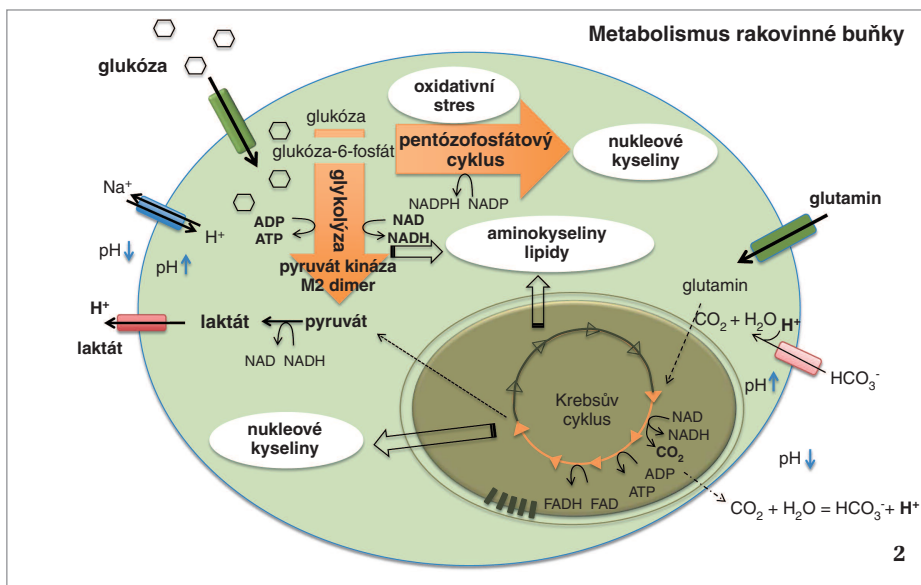 Metabolismus rakovinné buňky
glukóza
oxidativní
stres
glukóza
glukóza-6-fosfát
pentózofosfátový
cyklus
nukleové
kyseliny
NADPH NADP
glykolýza
Na⁺
H⁺
pH
pH
ADP
ATP
NAD
NADH
aminokyseliny
lipidy
glutamin
glutamin
pyruvát kináza
M2 dimer
H⁺
laktát
laktát
pyruvát
NAD NADH
CO₂ + H₂O
H⁺
HCO₃⁻
pH
Krebsův
cyklus
NAD
NADH
CO₂
ADP
ATP
FADH FAD
nukleové
kyseliny
pH
CO₂ + H₂O = HCO₃⁻+ H⁺
2